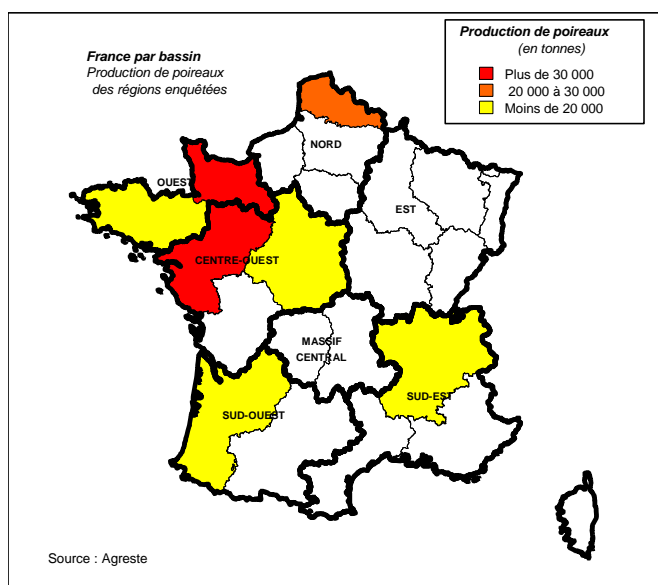 France par bassin
Production de poireaux
des régions enquêtées
Production de poireaux
(en tonnes)
Plus de 30 000
20 000 à 30 000
Moins de 20 000
NORD
OUEST
EST
CENTRE-OUEST
MASSIF
CENTRAL
SUD-EST
SUD-OUEST
Source : Agreste